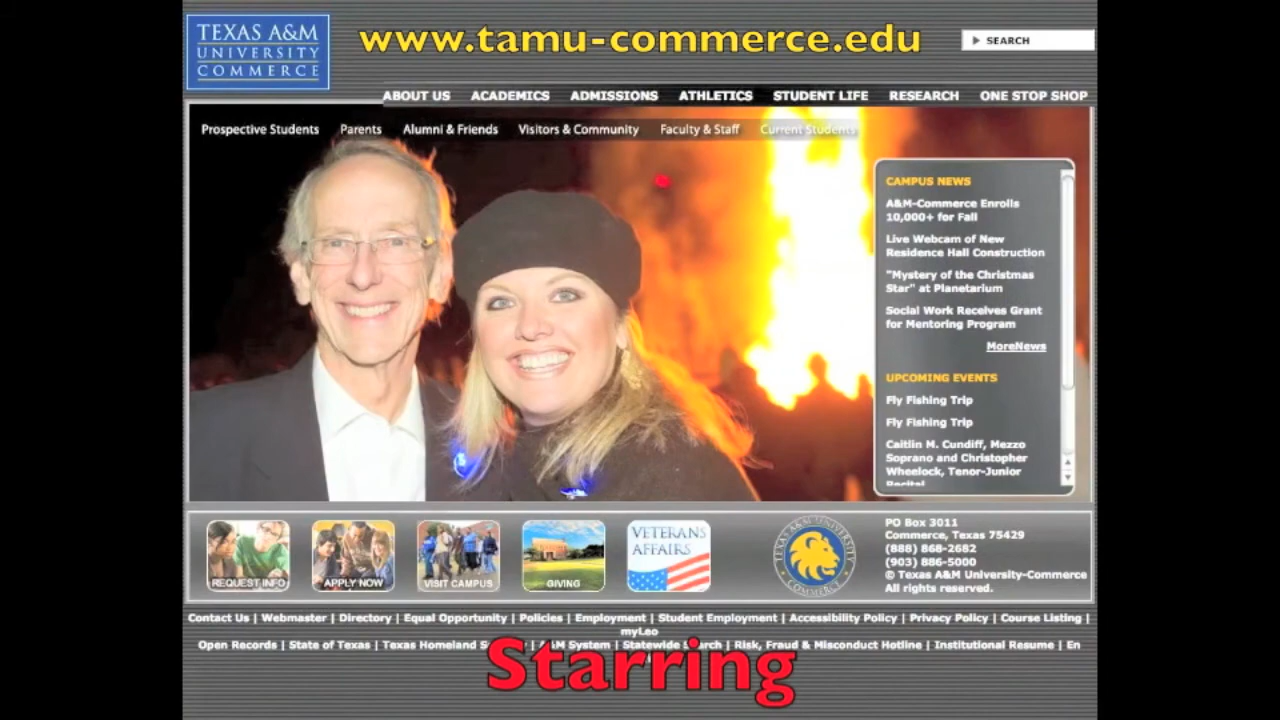 TEXAS A&M
UNIVERSITY
COMMERCE
www.tamu-commerce.edu
SEARCH
ABOUT US ACADEMICS ADMISSIONS ATHLETICS STUDENT LIFE RESEARCH ONE STOP SHOP
Prospective Students Parents Alumni & Friends Visitors & Community Faculty & Staff Current Students
CAMPUS NEWS
A&M-Commerce Enrolls
10,000+ for Fall
Live Webcam of New
Residence Hall Construction
"Mystery of the Christmas
Star" at Planetarium
Social Work Receives Grant
for Mentoring Program
MoreNews
UPCOMING EVENTS
Fly Fishing Trip
Fly Fishing Trip
Caitlin M. Cundiff, Mezzo
Soprano and Christopher
Wheelock, Tenor-Junior
Recital
REQUEST INFO
APPLY NOW
VISIT CAMPUS
GIVING
VETERANS
AFFAIRS
TEXAS A&M UNIVERSITY
COMMERCE
PO Box 3011
Commerce, Texas 75429
(888) 868-2682
(903) 886-5000
© Texas A&M University-Commerce
All rights reserved.
Contact Us | Webmaster | Directory | Equal Opportunity | Policies | Employment | Student Employment | Accessibility Policy | Privacy Policy | Course Listing |
myLeo
Open Records | State of Texas | Texas Homeland | A&M System | Statewide | Risk, Fraud & Misconduct Hotline | Institutional Resume | En
Starring